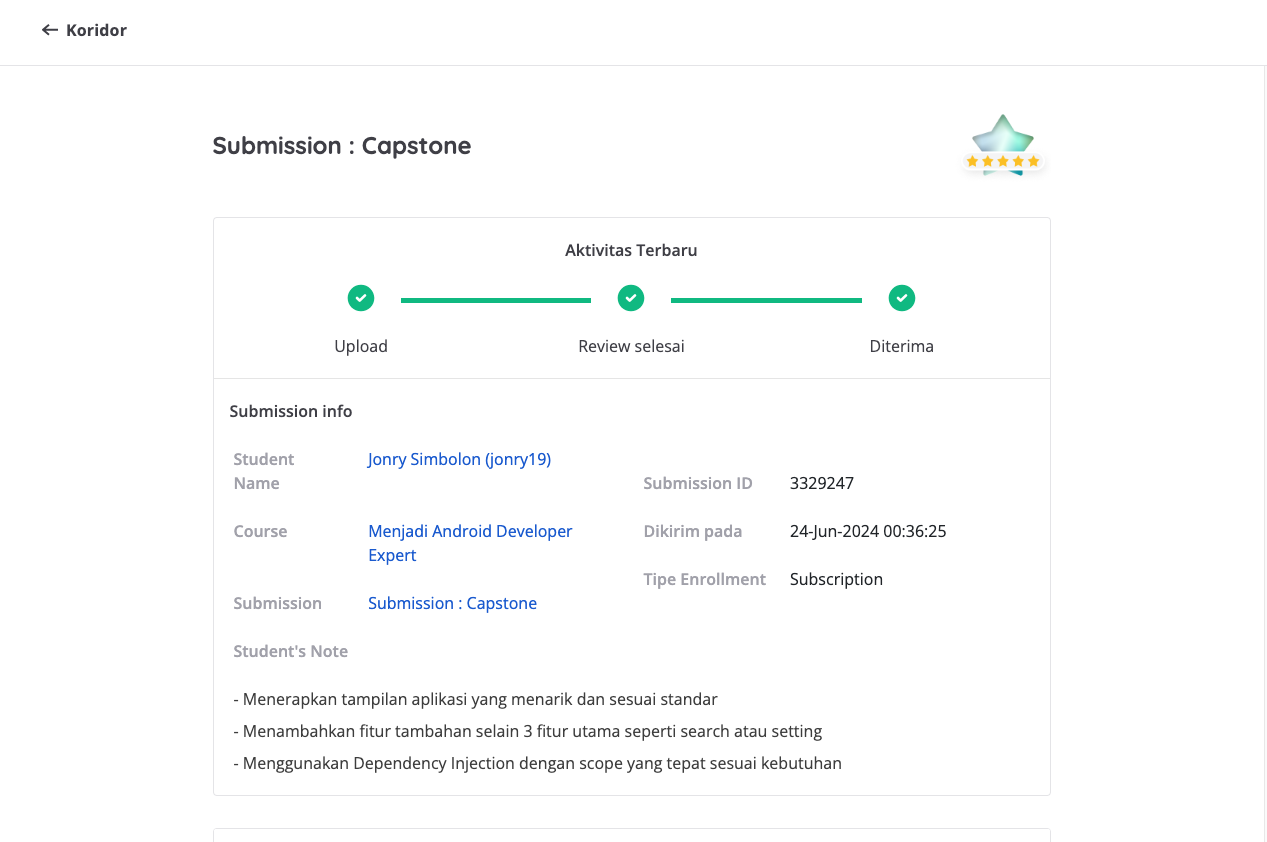 Koridor
Submission : Capstone
Aktivitas Terbaru
Upload
Review selesai
Diterima
Submission info
Student
Name
Jonry Simbolon (jonry19)
Course
Menjadi Android Developer
Expert
Submission
Submission : Capstone
Submission ID
3329247
Dikirim pada
24-Jun-2024 00:36:25
Tipe Enrollment
Subscription
Student's Note
- Menerapkan tampilan aplikasi yang menarik dan sesuai standar
- Menambahkan fitur tambahan selain 3 fitur utama seperti search atau setting
- Menggunakan Dependency Injection dengan scope yang tepat sesuai kebutuhan